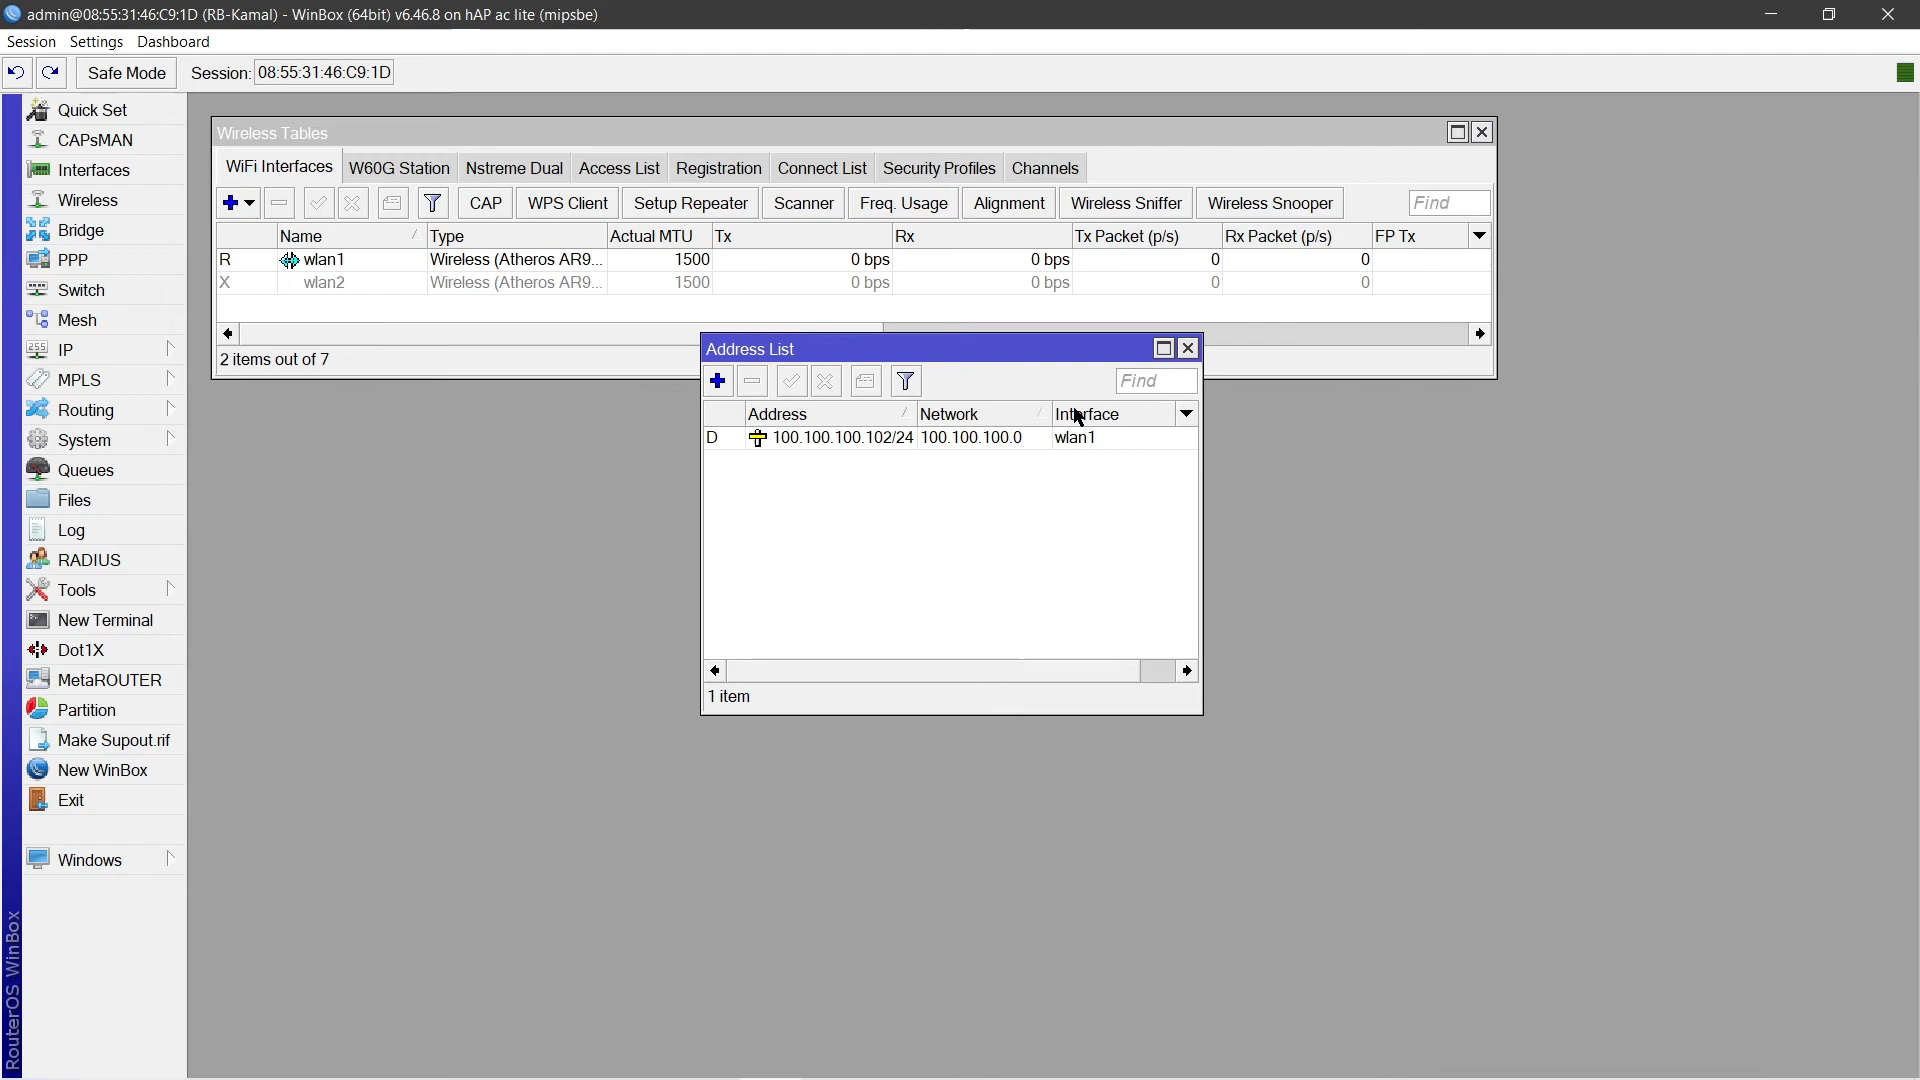 admin@08:55:31:46:C9:1D (RB-Kamal) - WinBox (64bit) v6.46.8 on hAP ac lite (mipsbe)
Session Settings Dashboard
Safe Mode Session: 08:55:31:46:C9:1D
Quick Set
CAPsMAN
Interfaces
Wireless
Bridge
PPP
Switch
Mesh
IP
MPLS
Routing
System
Queues
Files
Log
RADIUS
Tools
New Terminal
Dot1X
MetaROUTER
Partition
Make Supout.rif
New WinBox
Exit
Windows
RouterOS WinBox
Wireless Tables
WiFi Interfaces W60G Station Nstreme Dual Access List Registration Connect List Security Profiles Channels
CAP WPS Client Setup Repeater Scanner Freq. Usage Alignment Wireless Sniffer Wireless Snooper Find
Name Type Actual MTU Tx Rx Tx Packet (p/s) Rx Packet (p/s) FP Tx
R wlan1 Wireless (Atheros AR9... 1500 0 bps 0 bps 0 0
X wlan2 Wireless (Atheros AR9... 1500 0 bps 0 bps 0 0
2 items out of 7
Address List
Find
Address Network Interface
D 100.100.100.102/24 100.100.100.0 wlan1
1 item